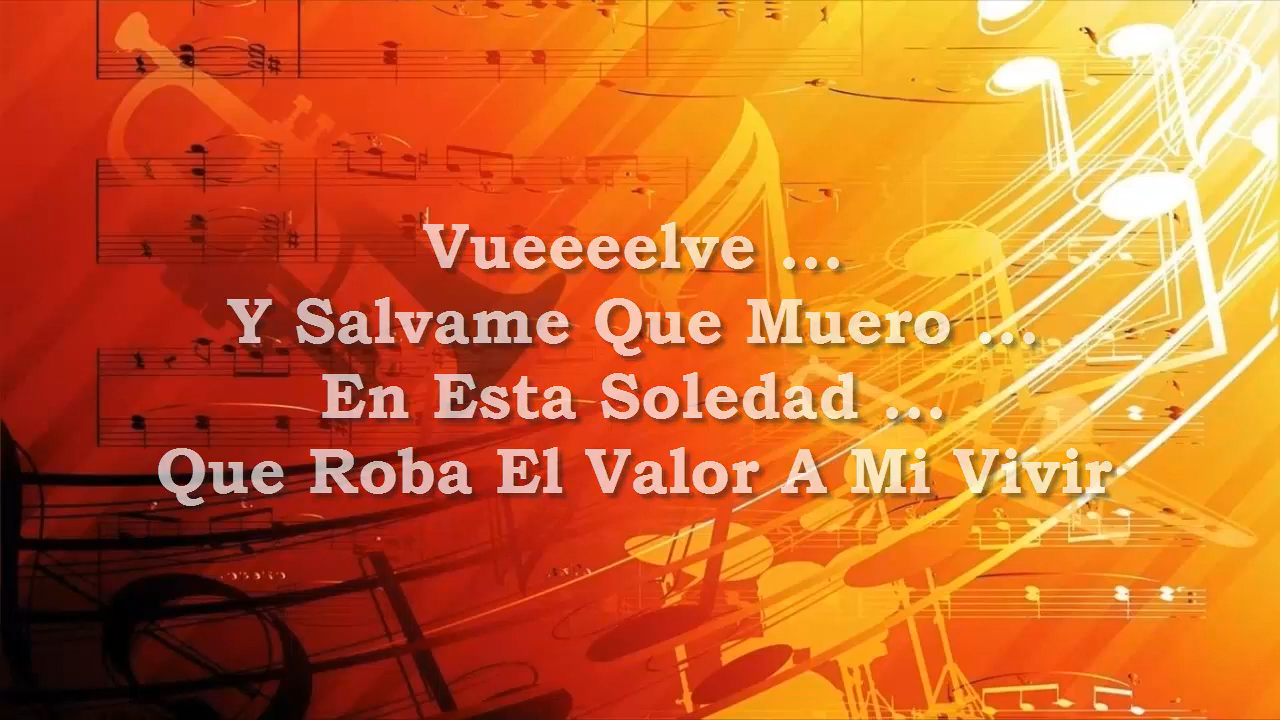 Vueeeelve ...
Y Salvame Que Muero ...
En Esta Soledad ...
Que Roba El Valor A Mi Vivir